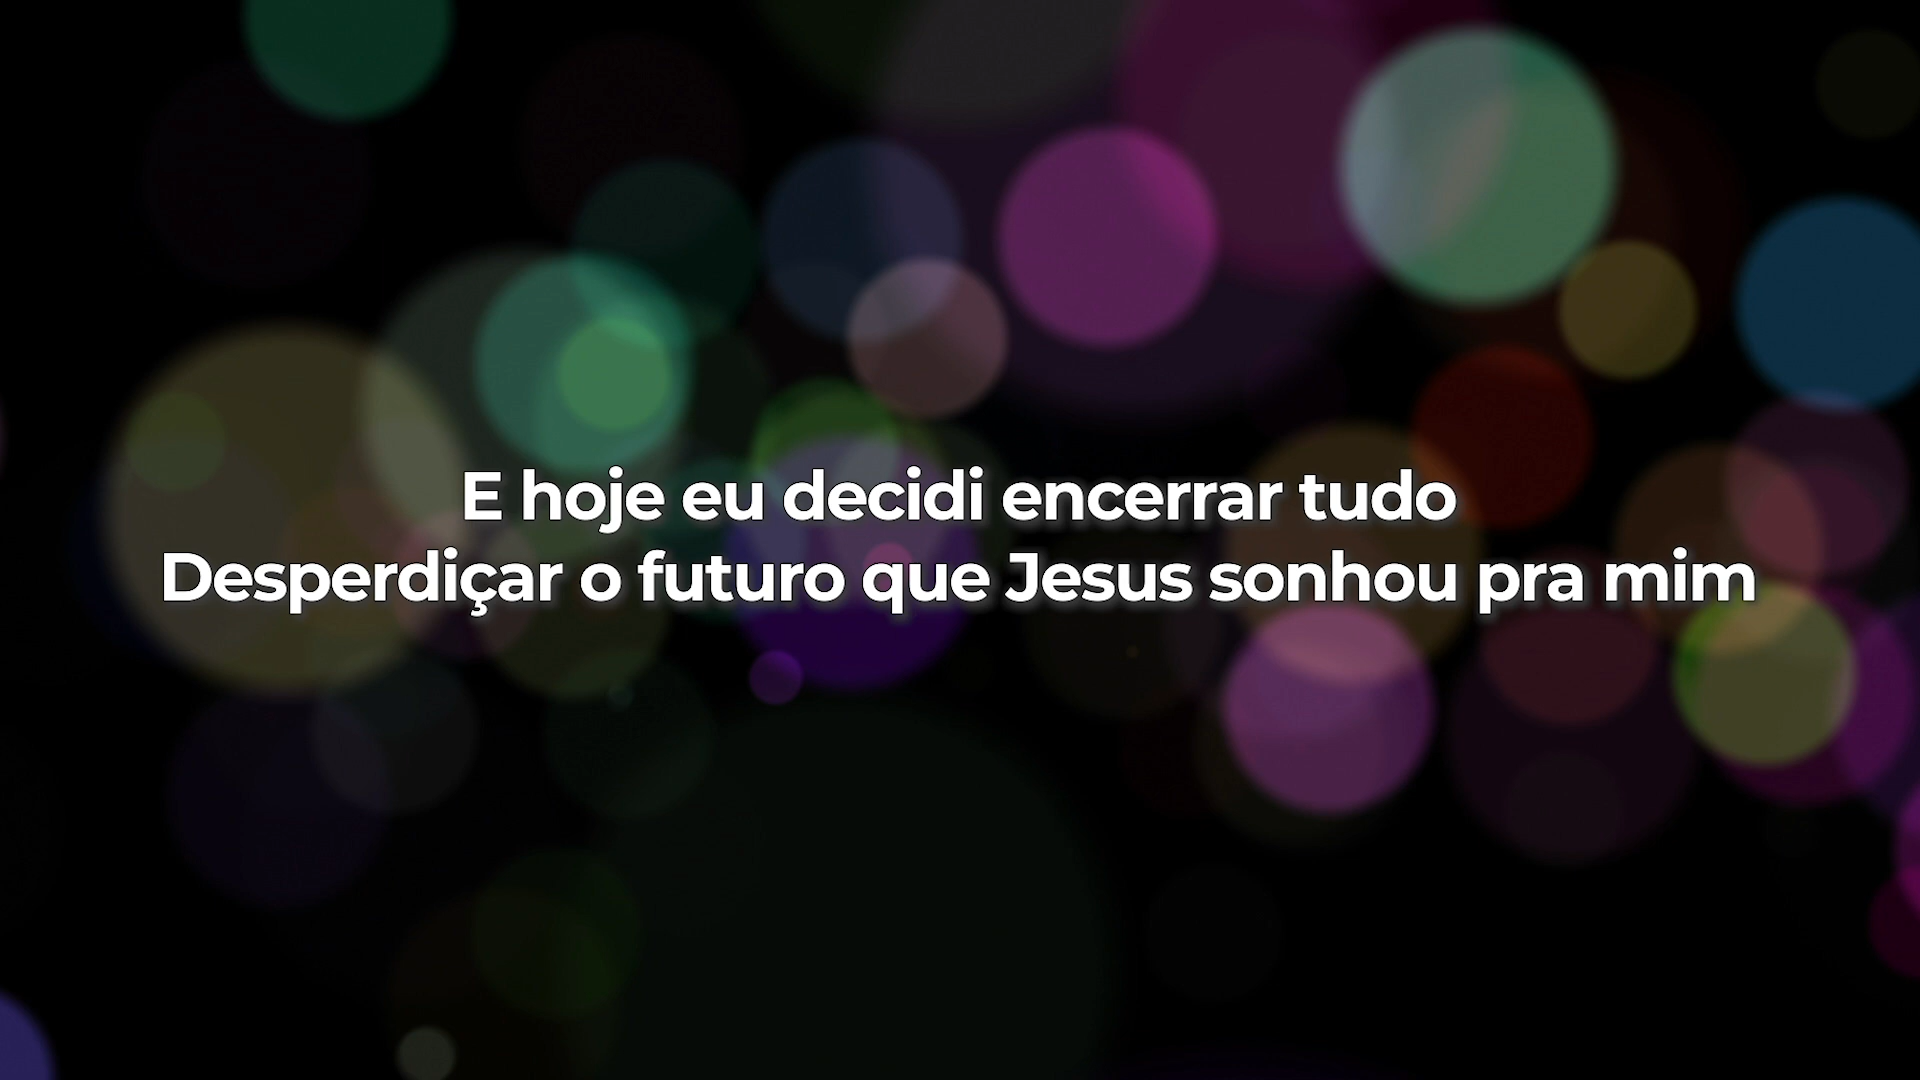 E hoje eu decidi encerrar tudo
Desperdiçar o futuro que Jesus sonhou pra mim